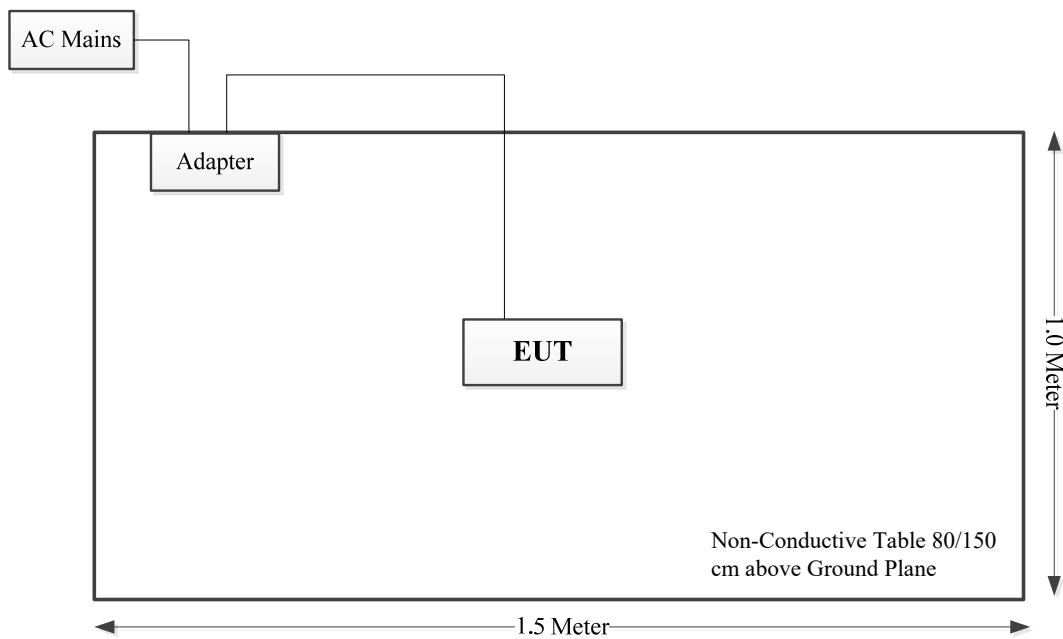 AC Mains
Adapter
EUT
1.0 Meter
Non-Conductive Table 80/150
cm above Ground Plane
1.5 Meter